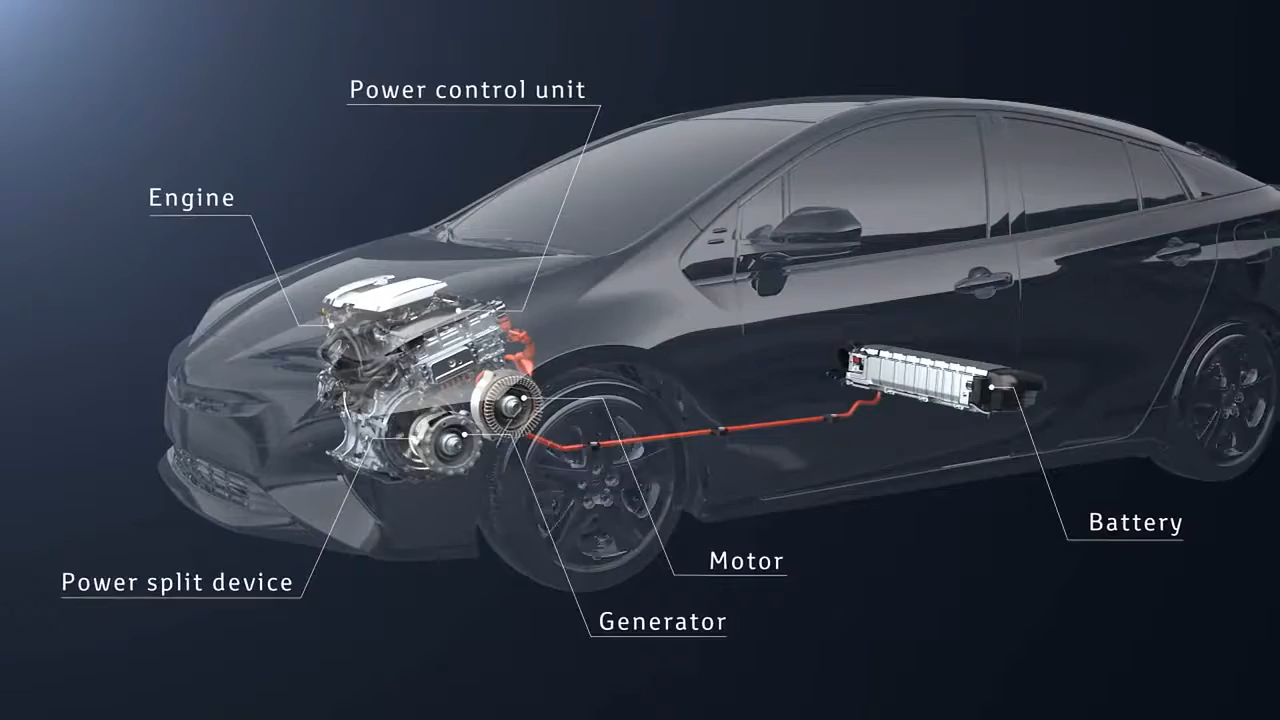 Power control unit
Engine
Battery
Motor
Power split device
Generator